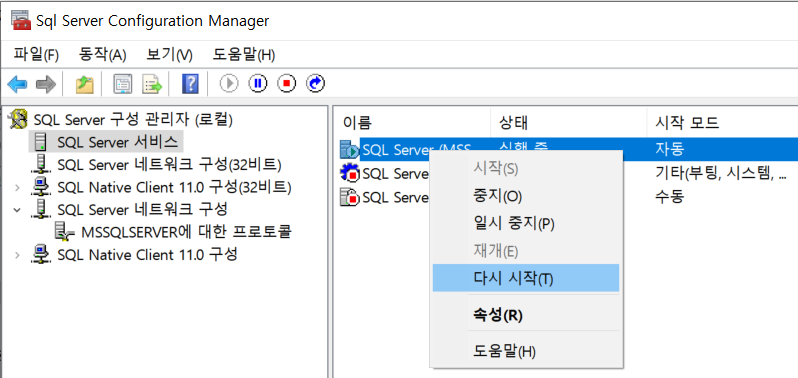 Sql Server Configuration Manager
파일(F) 동작(A) 보기(V) 도움말(H)
SQL Server 구성 관리자 (로컬)
SQL Server 서비스
SQL Server 네트워크 구성(32비트)
SQL Native Client 11.0 구성(32비트)
SQL Server 네트워크 구성
MSSQLSERVER에 대한 프로토콜
SQL Native Client 11.0 구성
이름 상태 시작 모드
SQL Server (MSS 실행 중 자동
SQL Serve 기타(부팅, 시스템, ...
SQL Serve 수동
시작(S)
중지(O)
일시 중지(P)
재개(E)
다시 시작(T)
속성(R)
도움말(H)